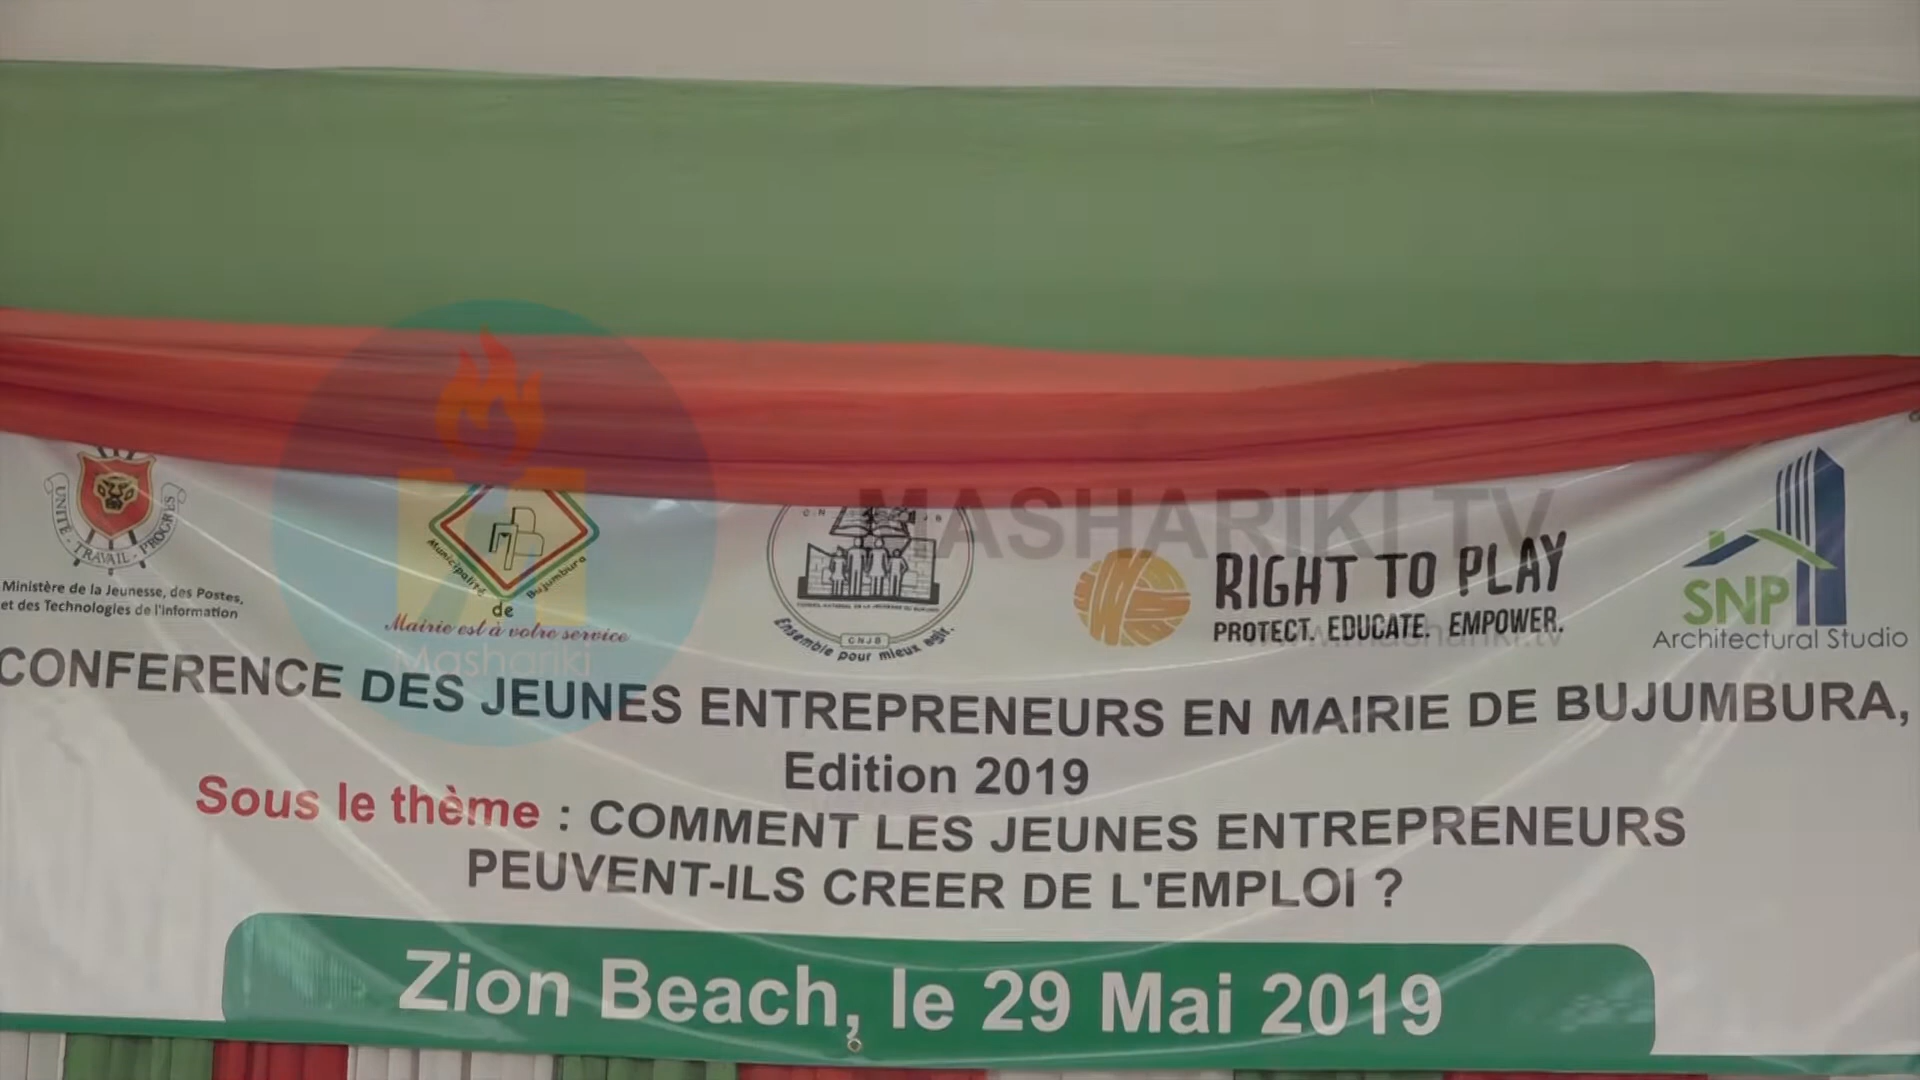 MASHARIKI TV
UNITE · TRAVAIL · PROGRES
Ministère de la Jeunesse, des Postes,
et des Technologies de l'information
Municipalité de Bujumbura
Mairie est à votre service
Mashariki
CNJB
Ensemble pour mieux agir.
RIGHT TO PLAY
PROTECT. EDUCATE. EMPOWER.
www.mashariki.tv
SNP
Architectural Studio
CONFERENCE DES JEUNES ENTREPRENEURS EN MAIRIE DE BUJUMBURA,
Edition 2019
Sous le thème : COMMENT LES JEUNES ENTREPRENEURS
PEUVENT-ILS CREER DE L'EMPLOI ?
Zion Beach, le 29 Mai 2019